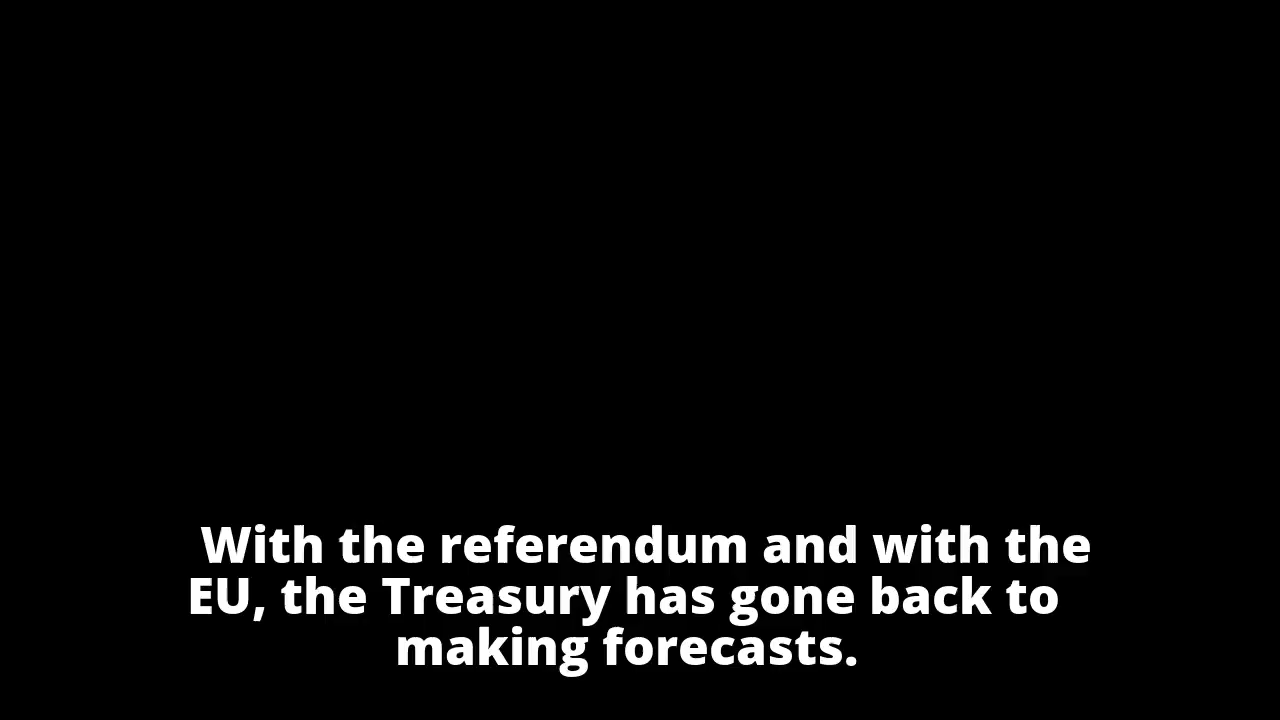 With the referendum and with the
EU, the Treasury has gone back to
making forecasts.